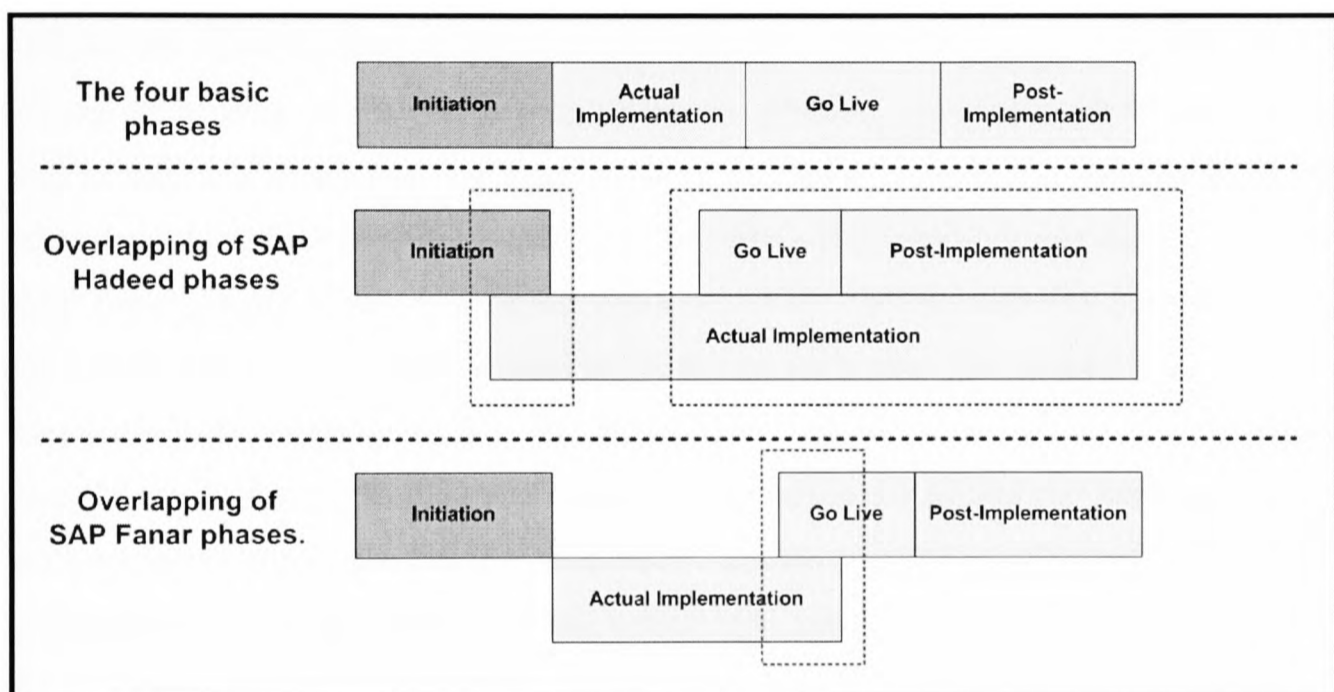 The four basic
phases
Initiation
Actual
Implementation
Go Live
Post-
Implementation
Overlapping of SAP
Hadeed phases
Initiation
Go Live
Post-Implementation
Actual Implementation
Overlapping of
SAP Fanar phases.
Initiation
Go Live
Post-Implementation
Actual Implementation